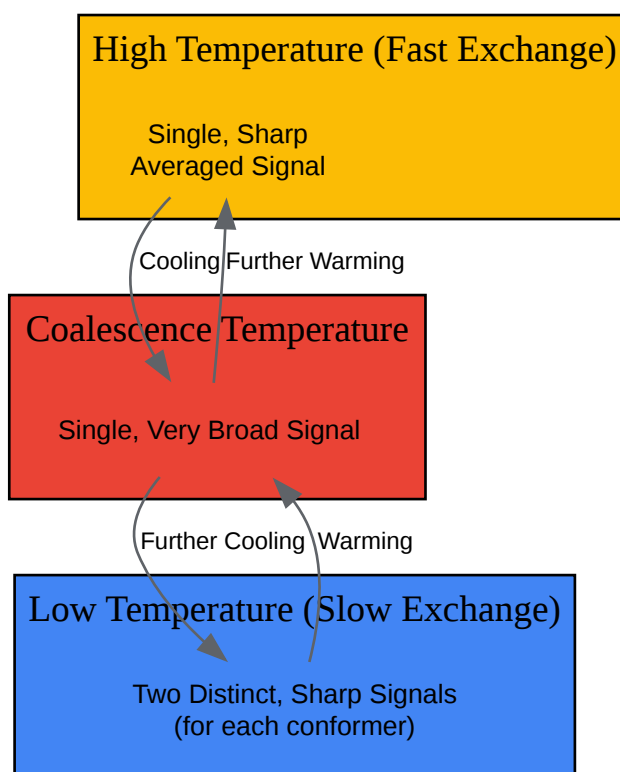 High Temperature (Fast Exchange)
Single, Sharp
Averaged Signal
Cooling
Further Warming
Coalescence Temperature
Single, Very Broad Signal
Further Cooling
Warming
Low Temperature (Slow Exchange)
Two Distinct, Sharp Signals
(for each conformer)